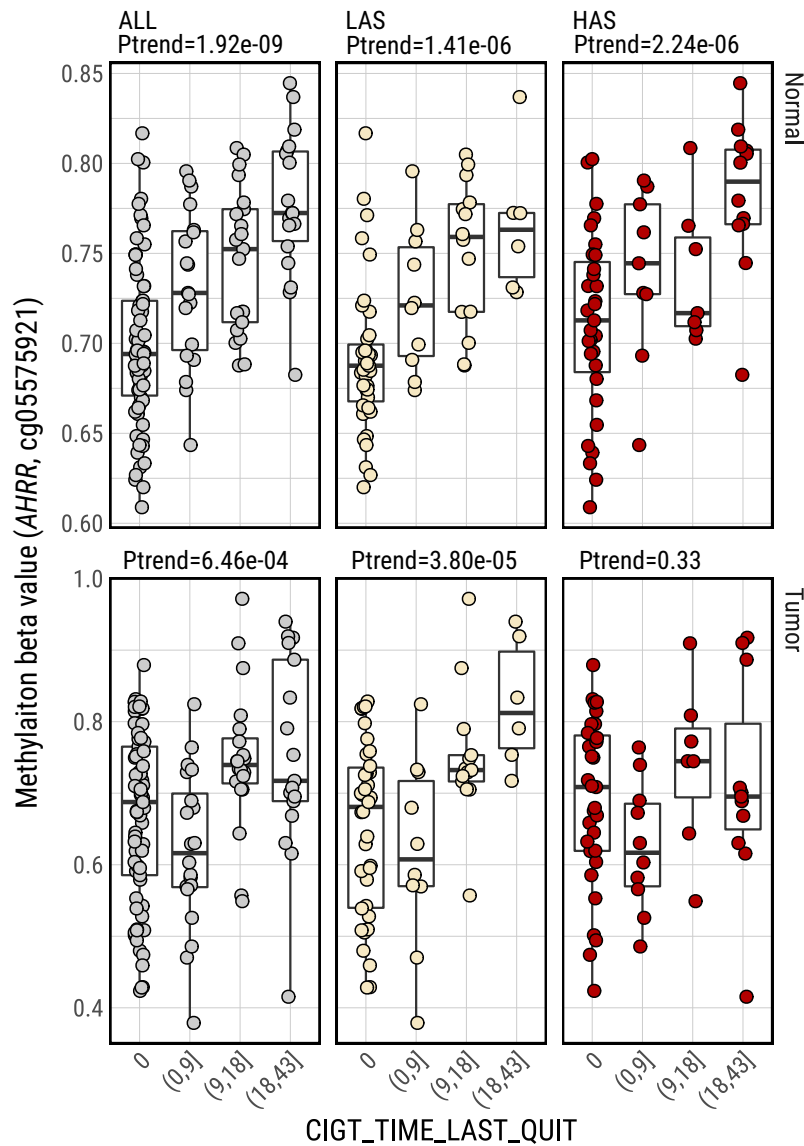 ALL LAS HAS
Ptrend=1.92e-09 Ptrend=1.41e-06 Ptrend=2.24e-06
0.85
0.80
0.75
0.70
0.65
0.60
Normal
Ptrend=6.46e-04 Ptrend=3.80e-05 Ptrend=0.33
1.0
0.8
0.6
0.4
Tumor
Methylaiton beta value (AHRR, cg05575921)
0 (0,9] (9,18] (18,43] 0 (0,9] (9,18] (18,43] 0 (0,9] (9,18] (18,43]
CIGT_TIME_LAST_QUIT